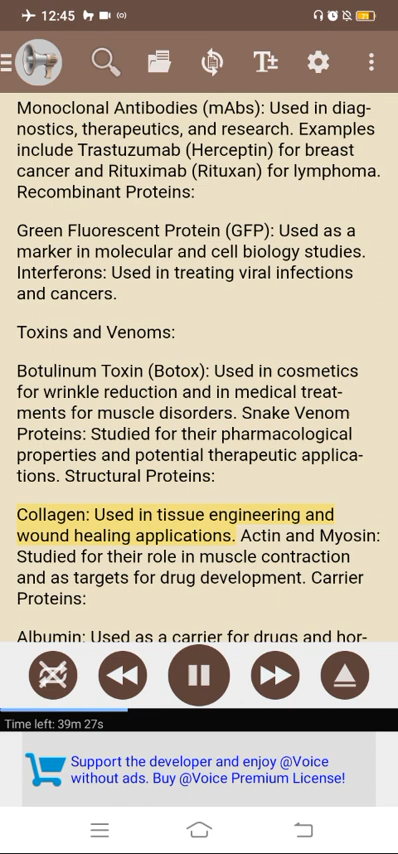 12:45
T±
Monoclonal Antibodies (mAbs): Used in diag-
nostics, therapeutics, and research. Examples
include Trastuzumab (Herceptin) for breast
cancer and Rituximab (Rituxan) for lymphoma.
Recombinant Proteins:
Green Fluorescent Protein (GFP): Used as a
marker in molecular and cell biology studies.
Interferons: Used in treating viral infections
and cancers.
Toxins and Venoms:
Botulinum Toxin (Botox): Used in cosmetics
for wrinkle reduction and in medical treat-
ments for muscle disorders. Snake Venom
Proteins: Studied for their pharmacological
properties and potential therapeutic applica-
tions. Structural Proteins:
Collagen: Used in tissue engineering and
wound healing applications. Actin and Myosin:
Studied for their role in muscle contraction
and as targets for drug development. Carrier
Proteins:
Albumin: Used as a carrier for drugs and hor-
Time left: 39m 27s
Support the developer and enjoy @Voice
without ads. Buy @Voice Premium License!